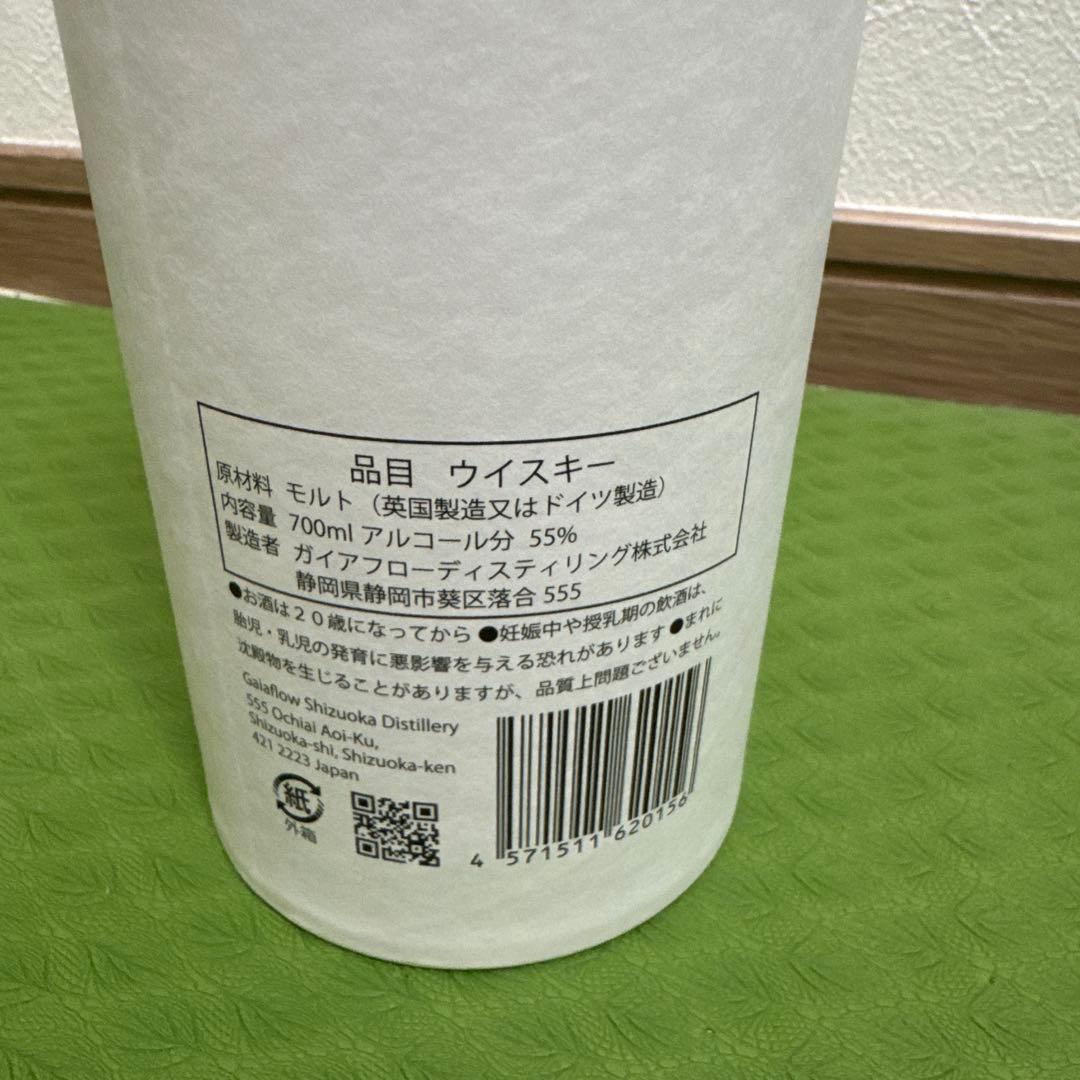 品目 ウイスキー
原材料 モルト（英国製造又はドイツ製造）
内容量 700ml アルコール分 55%
製造者 ガイアフローディスティリング株式会社
静岡県静岡市葵区落合 555
●お酒は２０歳になってから ●妊娠中や授乳期の飲酒は、
胎児・乳児の発育に悪影響を与える恐れがあります ●まれに
沈殿物を生じることがありますが、品質上問題ございません。
Gaiaflow Shizuoka Distillery
555 Ochiai Aoi-Ku,
Shizuoka-shi, Shizuoka-ken
421 2223 Japan
紙
外箱
4 571511 620156